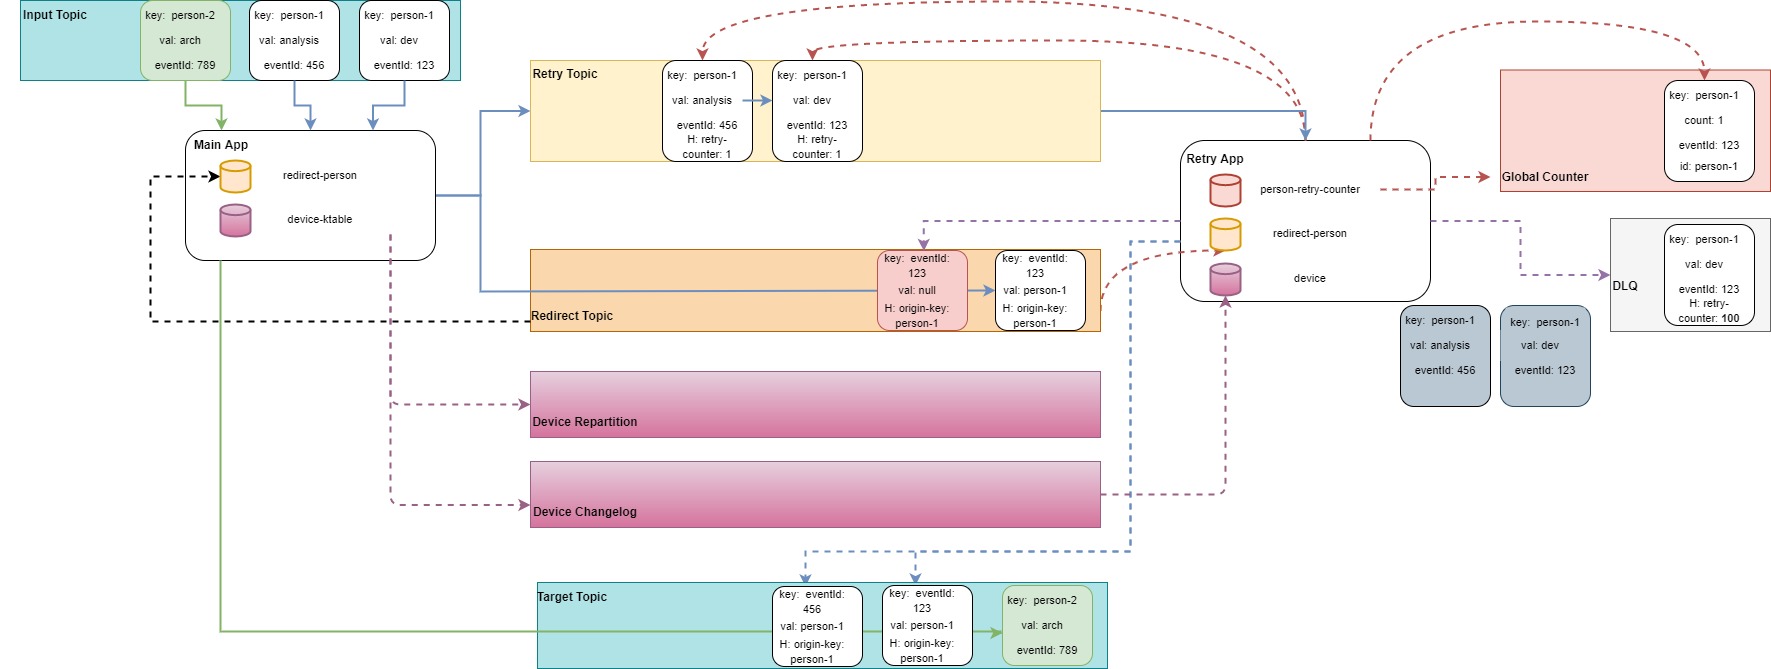 Input Topic
key: person-2
val: arch
eventId: 789
key: person-1
val: analysis
eventId: 456
key: person-1
val: dev
eventId: 123
Main App
redirect-person
device-ktable
Retry Topic
key: person-1
val: analysis
eventId: 456
H: retry-
counter: 1
key: person-1
val: dev
eventId: 123
H: retry-
counter: 1
Redirect Topic
key: eventId:
123
val: null
H: origin-key:
person-1
key: eventId:
123
val: person-1
H: origin-key:
person-1
Device Repartition
Device Changelog
Target Topic
key: eventId:
456
val: person-1
H: origin-key:
person-1
key: eventId:
123
val: person-1
H: origin-key:
person-1
key: person-2
val: arch
eventId: 789
Retry App
person-retry-counter
redirect-person
device
Global Counter
key: person-1
count: 1
eventId: 123
id: person-1
DLQ
key: person-1
val: dev
eventId: 123
H: retry-
counter: 100
key: person-1
val: analysis
eventId: 456
key: person-1
val: dev
eventId: 123